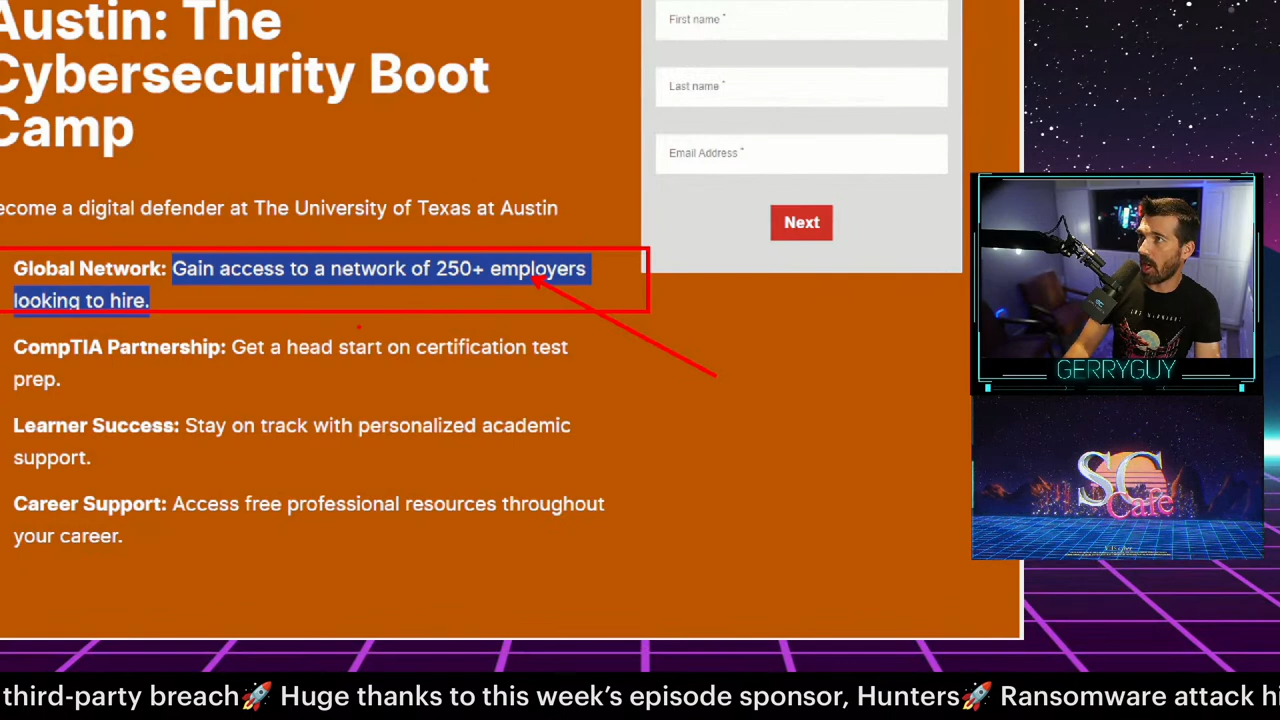 Austin: The
Cybersecurity Boot
Camp
ecome a digital defender at The University of Texas at Austin
Global Network: Gain access to a network of 250+ employers
looking to hire.
CompTIA Partnership: Get a head start on certification test
prep.
Learner Success: Stay on track with personalized academic
support.
Career Support: Access free professional resources throughout
your career.
First name *
Last name *
Email Address *
Next
GERRYGUY
SC
Cafe
third-party breach🚀 Huge thanks to this week’s episode sponsor, Hunters🚀 Ransomware attack hi